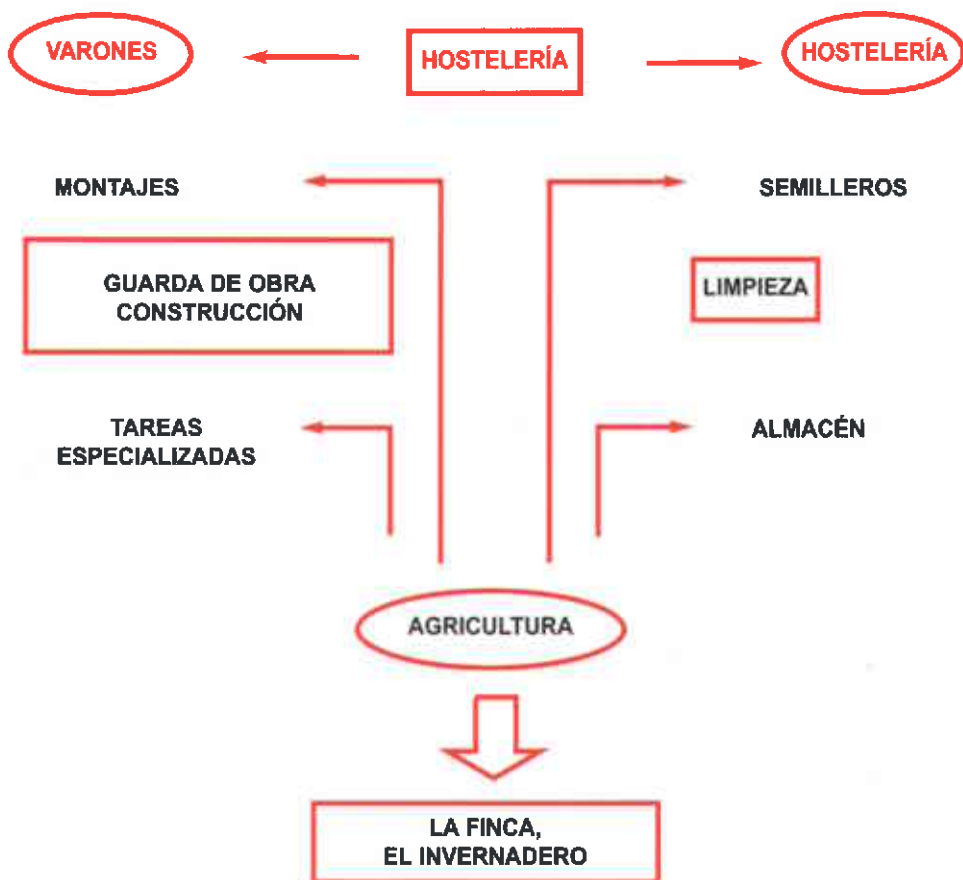 VARONES
HOSTELERÍA
HOSTELERÍA
MONTAJES
SEMILLEROS
GUARDA DE OBRA
CONSTRUCCIÓN
LIMPIEZA
TAREAS
ESPECIALIZADAS
ALMACÉN
AGRICULTURA
LA FINCA,
EL INVERNADERO